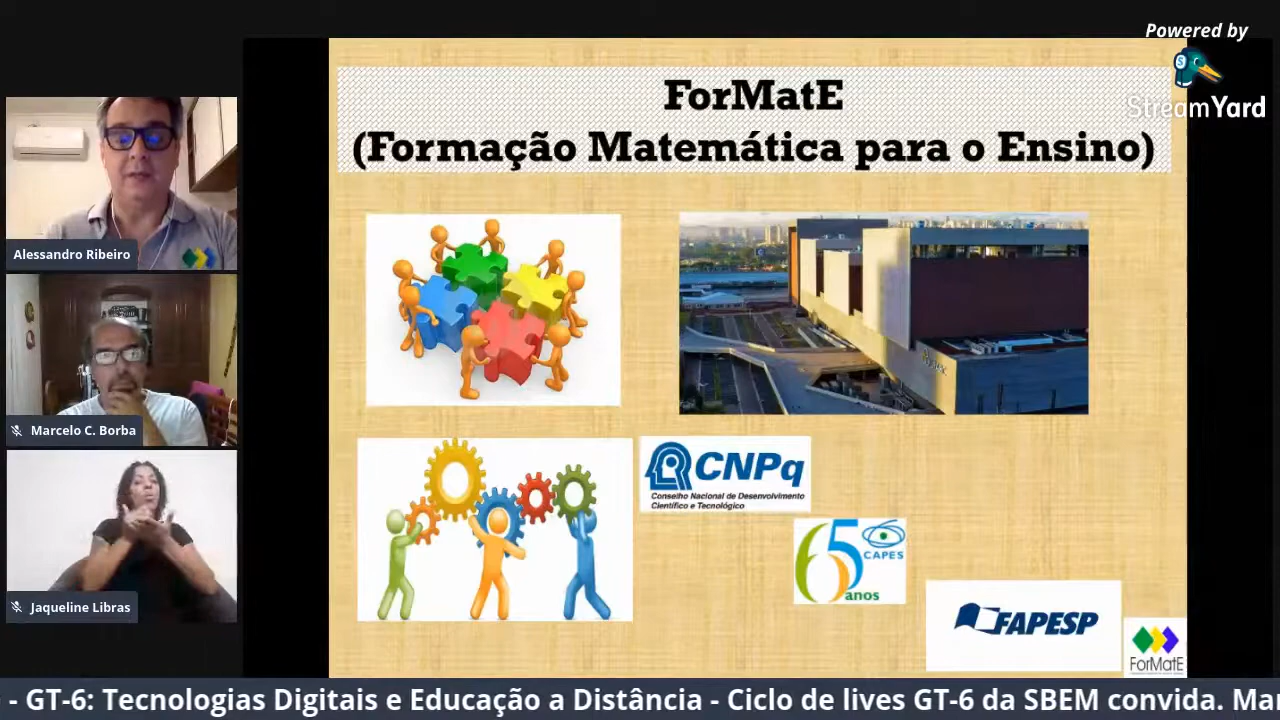 Powered by
StreamYard
ForMatE
(Formação Matemática para o Ensino)
Alessandro Ribeiro
Marcelo C. Borba
Jaqueline Libras
CNPq
Conselho Nacional de Desenvolvimento
Científico e Tecnológico
65
CAPES
anos
FAPESP
ForMatE
- GT-6: Tecnologias Digitais e Educação a Distância - Ciclo de lives GT-6 da SBEM convida. Mar